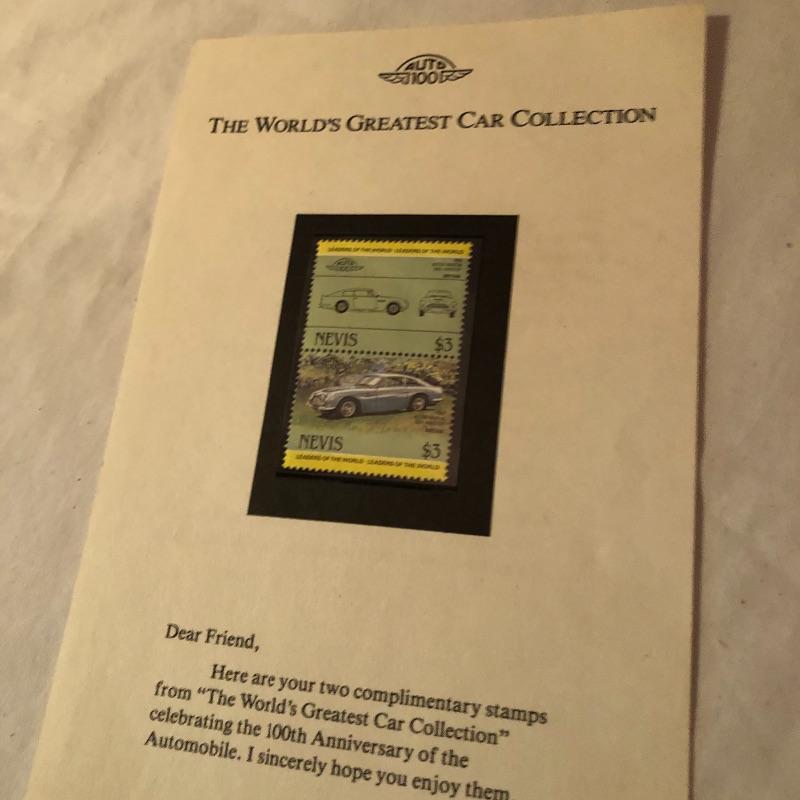 AUTO
100
THE WORLD'S GREATEST CAR COLLECTION
LEADERS OF THE WORLD LEADERS OF THE WORLD
AUTO
NEVIS $3
NEVIS $3
LEADERS OF THE WORLD LEADERS OF THE WORLD
Dear Friend,
Here are your two complimentary stamps
from "The World's Greatest Car Collection"
celebrating the 100th Anniversary of the
Automobile. I sincerely hope you enjoy them